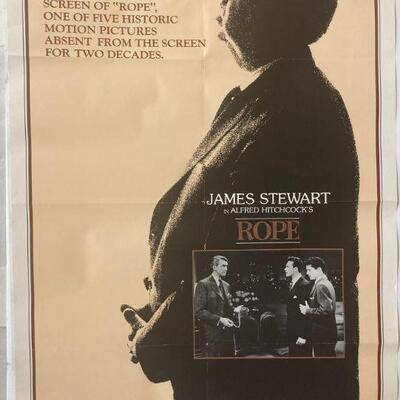 SCREEN OF "ROPE",
ONE OF FIVE HISTORIC
MOTION PICTURES
ABSENT FROM THE SCREEN
FOR TWO DECADES.
JAMES STEWART
IN ALFRED HITCHCOCK'S
ROPE